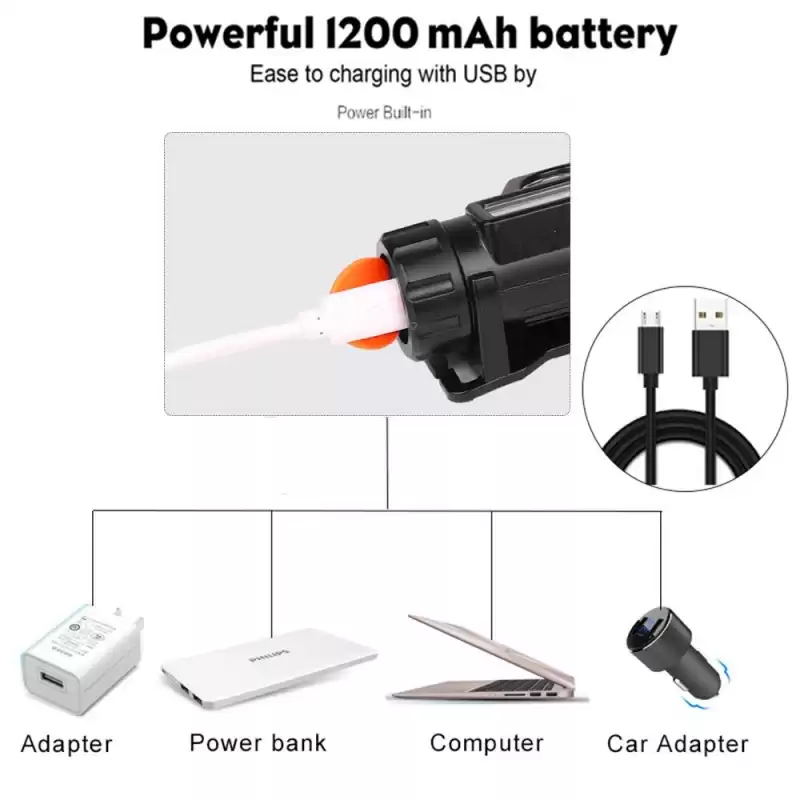 Powerful 1200 mAh battery
Ease to charging with USB by
Power Built-in
PHILIPS
Adapter
Power bank
Computer
Car Adapter